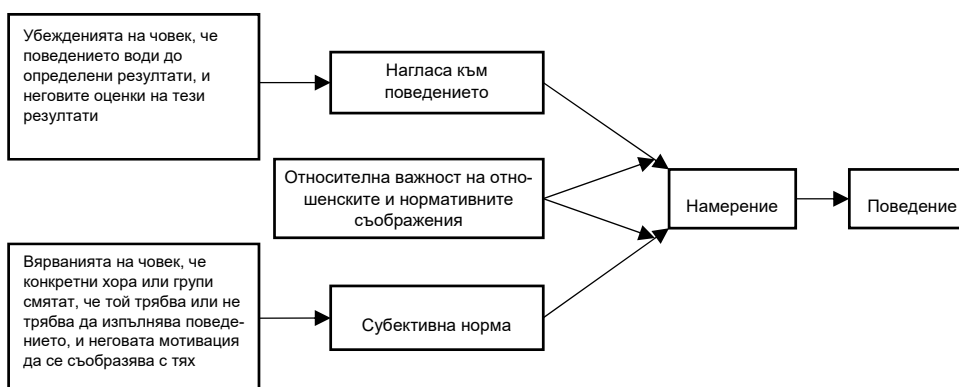 Убежденията на човек, че
поведението води до
определени резултати, и
неговите оценки на тези
резултати
Нагласа към
поведението
Относителна важност на отно-
шенските и нормативните
съображения
Намерение
Поведение
Вярванията на човек, че
конкретни хора или групи
смятат, че той трябва или не
трябва да изпълнява поведе-
нието, и неговата мотивация
да се съобразява с тях
Субективна норма